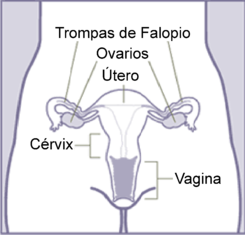 Trompas de Falopio
Ovarios
Útero
Cérvix
Vagina